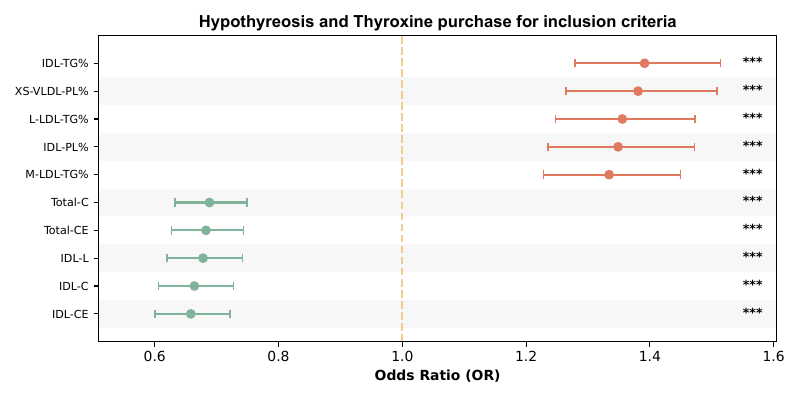 Hypothyreosis and Thyroxine purchase for inclusion criteria
IDL-TG% ***
XS-VLDL-PL% ***
L-LDL-TG% ***
IDL-PL% ***
M-LDL-TG% ***
Total-C ***
Total-CE ***
IDL-L ***
IDL-C ***
IDL-CE ***
0.6 0.8 1.0 1.2 1.4 1.6
Odds Ratio (OR)